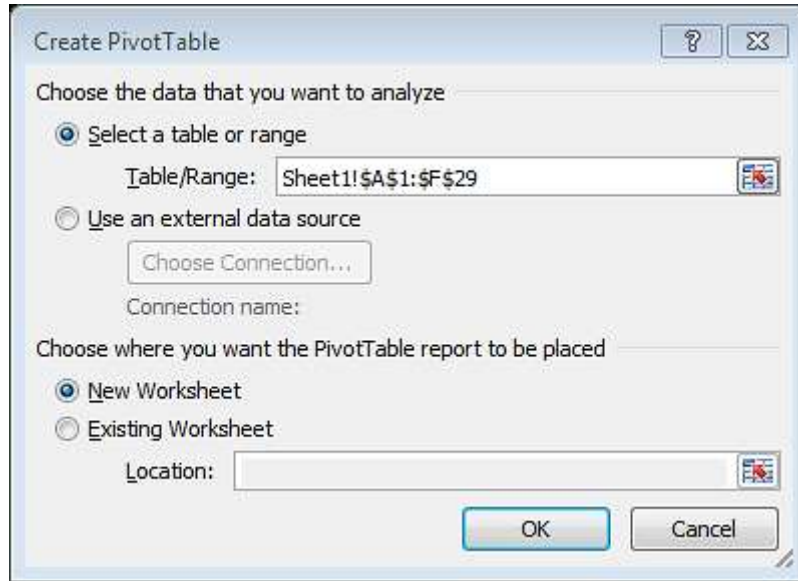 Create PivotTable
Choose the data that you want to analyze
Select a table or range
Table/Range: Sheet1!$A$1:$F$29
Use an external data source
Choose Connection...
Connection name:
Choose where you want the PivotTable report to be placed
New Worksheet
Existing Worksheet
Location:
OK Cancel